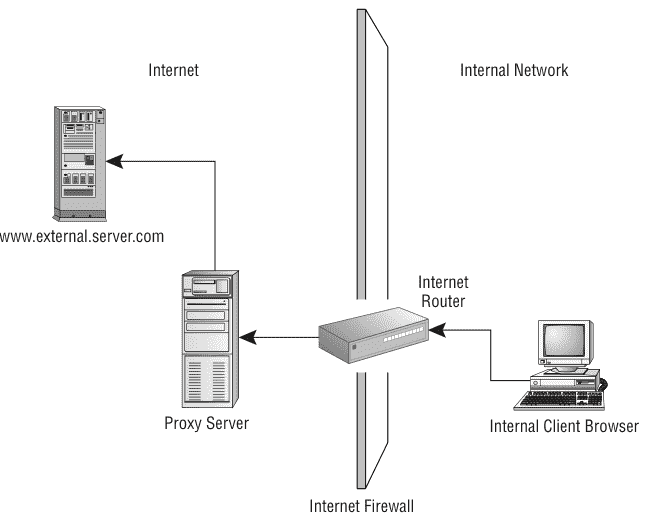 Internet
Internal Network
www.external.server.com
Internet
Router
Proxy Server
Internal Client Browser
Internet Firewall